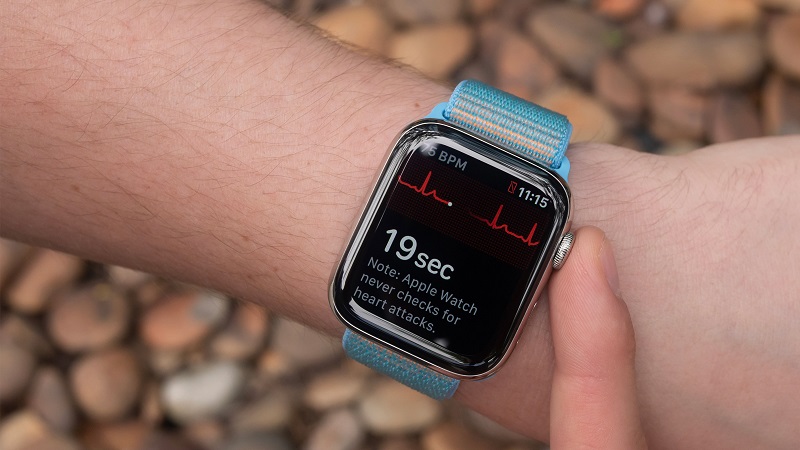 BPM
11:15
19sec
Note: Apple Watch
never checks for
heart attacks.